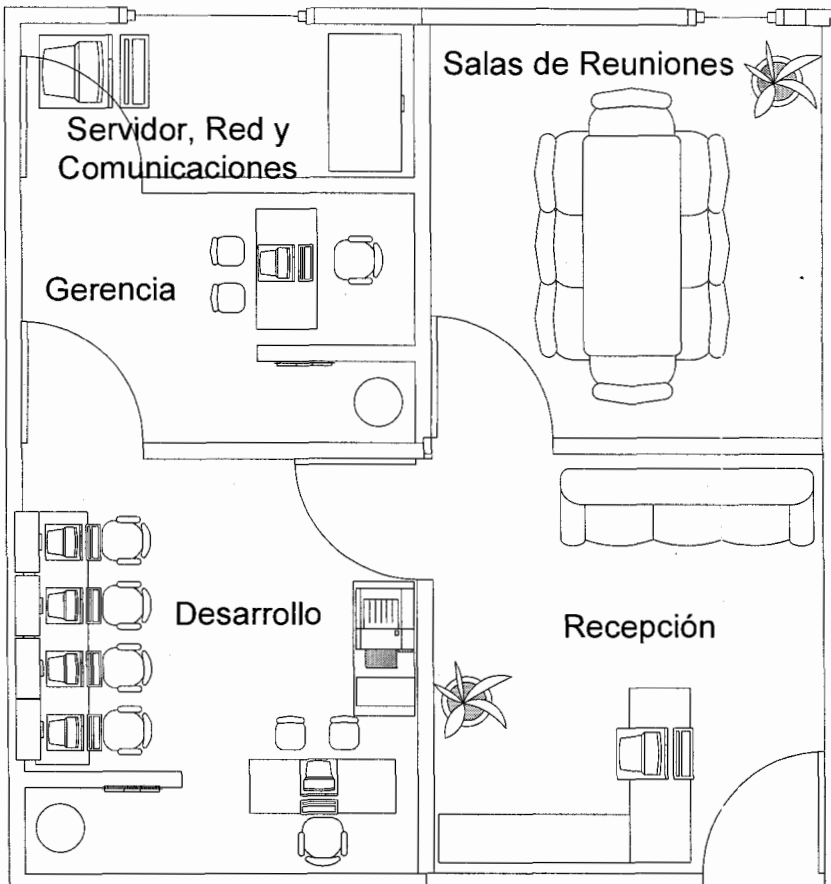 Salas de Reuniones
Servidor, Red y
Comunicaciones
Gerencia
Desarrollo
Recepción